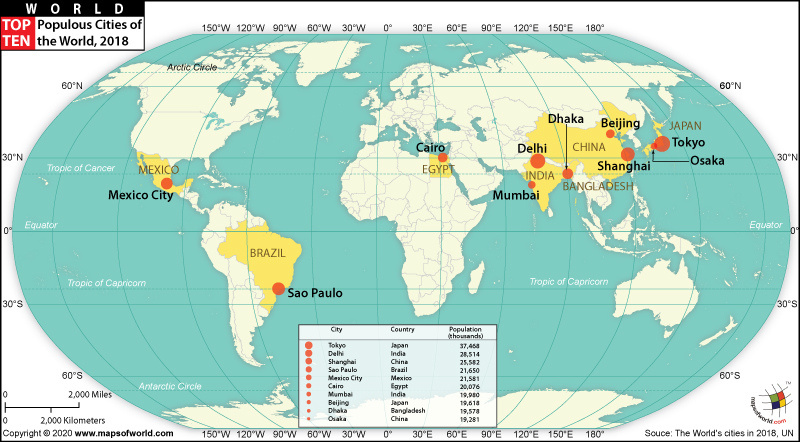 WORLD
TOP TEN Populous Cities of the World, 2018
150°W 120°W 90°W 60°W 30°W 0° 30°E 60°E 90°E 120°E 150°E 180°
Arctic Circle
60°N 60°N
Dhaka
Beijing
JAPAN
Tokyo
Cairo
Delhi
CHINA
30°N 30°N
Osaka
Shanghai
Tropic of Cancer
MEXICO
EGYPT
INDIA
BANGLADESH
Mexico City
Mumbai
Equator Equator
0° 0°
BRAZIL
Tropic of Capricorn Tropic of Capricorn
Sao Paulo
30°S 30°S
City Country Population (thousands)
Tokyo Japan 37,468
Delhi India 28,514
Shanghai China 25,582
Sao Paulo Brazil 21,650
Mexico City Mexico 21,581
Cairo Egypt 20,076
Mumbai India 19,980
Beijing Japan 19,618
Dhaka Bangladesh 19,578
Osaka China 19,281
60°S 60°S
Antarctic Circle
0 2,000 Miles
0 2,000 Kilometers
mapsofworld.com
TM
Copyright © 2020 www.mapsofworld.com
150°W 120°W 90°W 60°W 30°W 0° 30°E 60°E 90°E 120°E 150°E 180°
Souce: The World's cities in 2018, UN